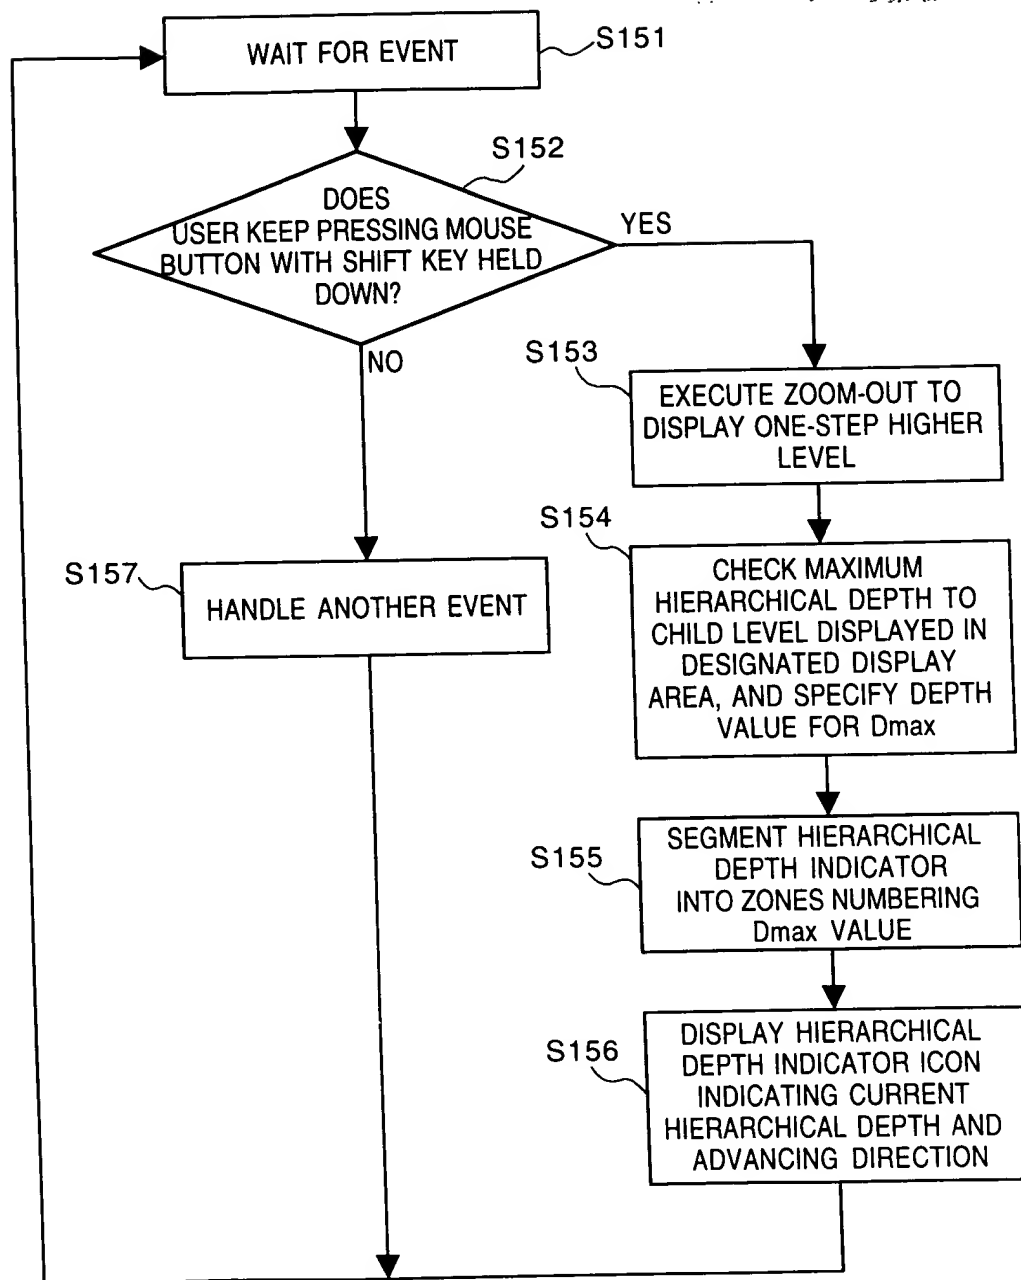 WAIT FOR EVENT
S151
S152
DOES
USER KEEP PRESSING MOUSE
BUTTON WITH SHIFT KEY HELD
DOWN?
YES
NO
S153
EXECUTE ZOOM-OUT TO
DISPLAY ONE-STEP HIGHER
LEVEL
S154
CHECK MAXIMUM
HIERARCHICAL DEPTH TO
CHILD LEVEL DISPLAYED IN
DESIGNATED DISPLAY
AREA, AND SPECIFY DEPTH
VALUE FOR Dmax
S157
HANDLE ANOTHER EVENT
S155
SEGMENT HIERARCHICAL
DEPTH INDICATOR
INTO ZONES NUMBERING
Dmax VALUE
S156
DISPLAY HIERARCHICAL
DEPTH INDICATOR ICON
INDICATING CURRENT
HIERARCHICAL DEPTH AND
ADVANCING DIRECTION